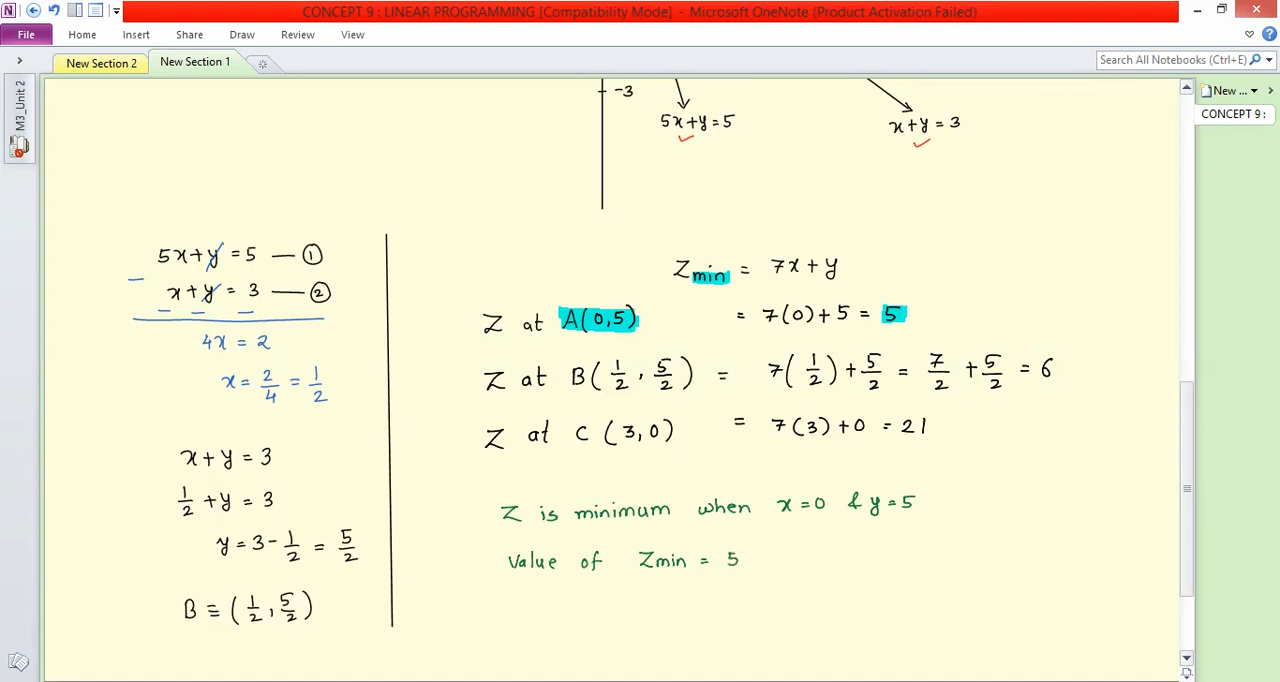 CONCEPT 9 : LINEAR PROGRAMMING [Compatibility Mode] - Microsoft OneNote (Product Activation Failed)
File Home Insert Share Draw Review View
New Section 2 New Section 1
Search All Notebooks (Ctrl+E)
M3_Unit 2
New ...
CONCEPT 9 :
-3
5x+y=5
x+y=3
5x+y=5 — ①
- x+y=3 — ②
- - -
4x=2
x=2/4=1/2
x+y=3
1/2+y=3
y=3-1/2=5/2
B≡(1/2,5/2)
Zmin = 7x+y
Z at A(0,5) = 7(0)+5=5
Z at B(1/2,5/2) = 7(1/2)+5/2=7/2+5/2=6
Z at C(3,0) = 7(3)+0=21
Z is minimum when x=0 & y=5
Value of Zmin=5